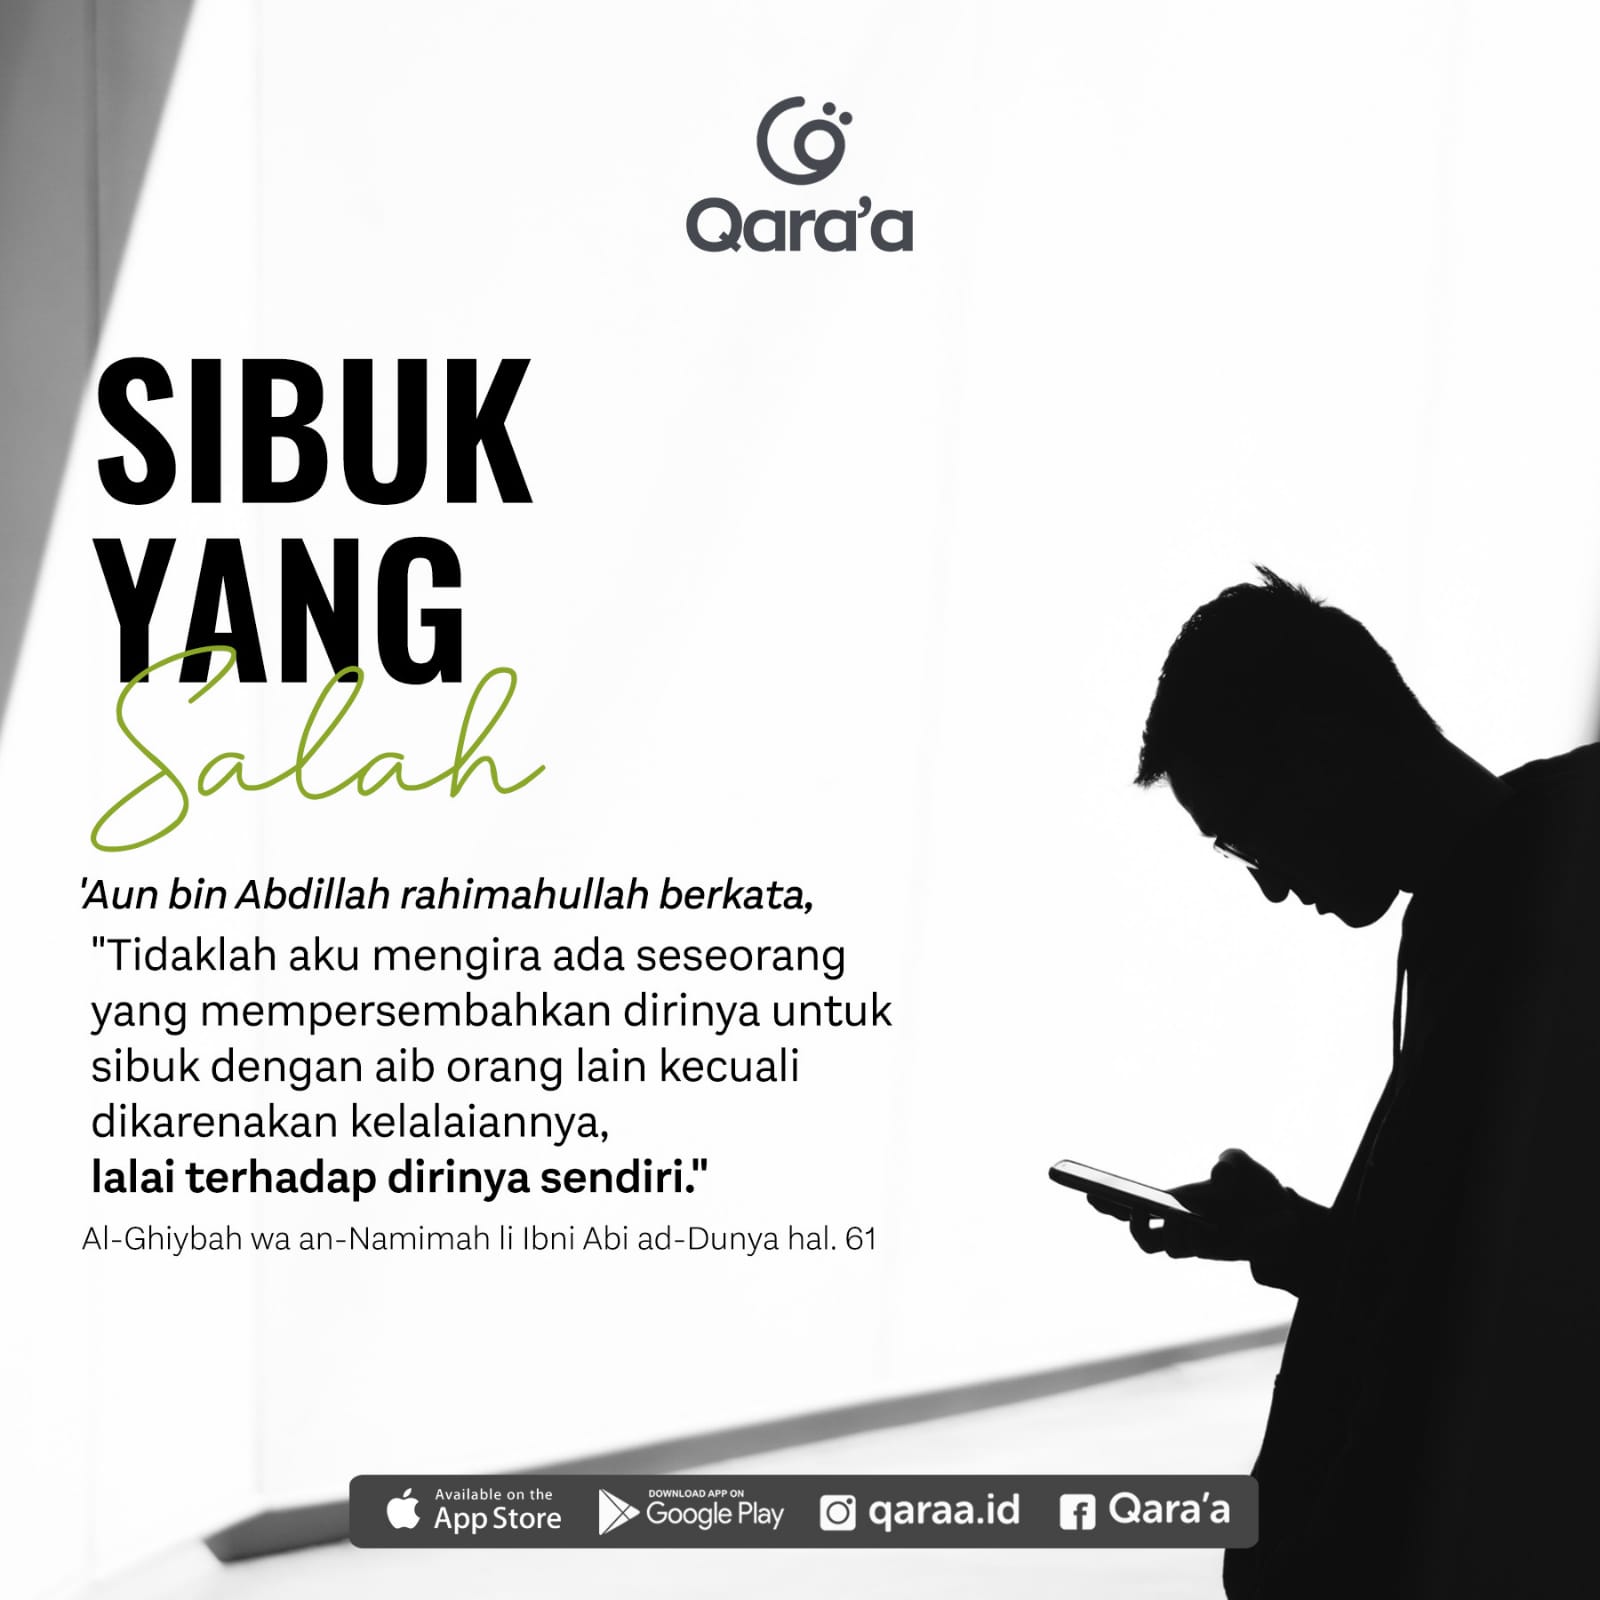 Qara'a
SIBUK
YANG
Salah
'Aun bin Abdillah rahimahullah berkata,
"Tidaklah aku mengira ada seseorang
yang mempersembahkan dirinya untuk
sibuk dengan aib orang lain kecuali
dikarenakan kelalaiannya,
lalai terhadap dirinya sendiri."
Al-Ghiybah wa an-Namimah li Ibni Abi ad-Dunya hal. 61
Available on the
App Store
DOWNLOAD APP ON
Google Play
qaraa.id
Qara'a